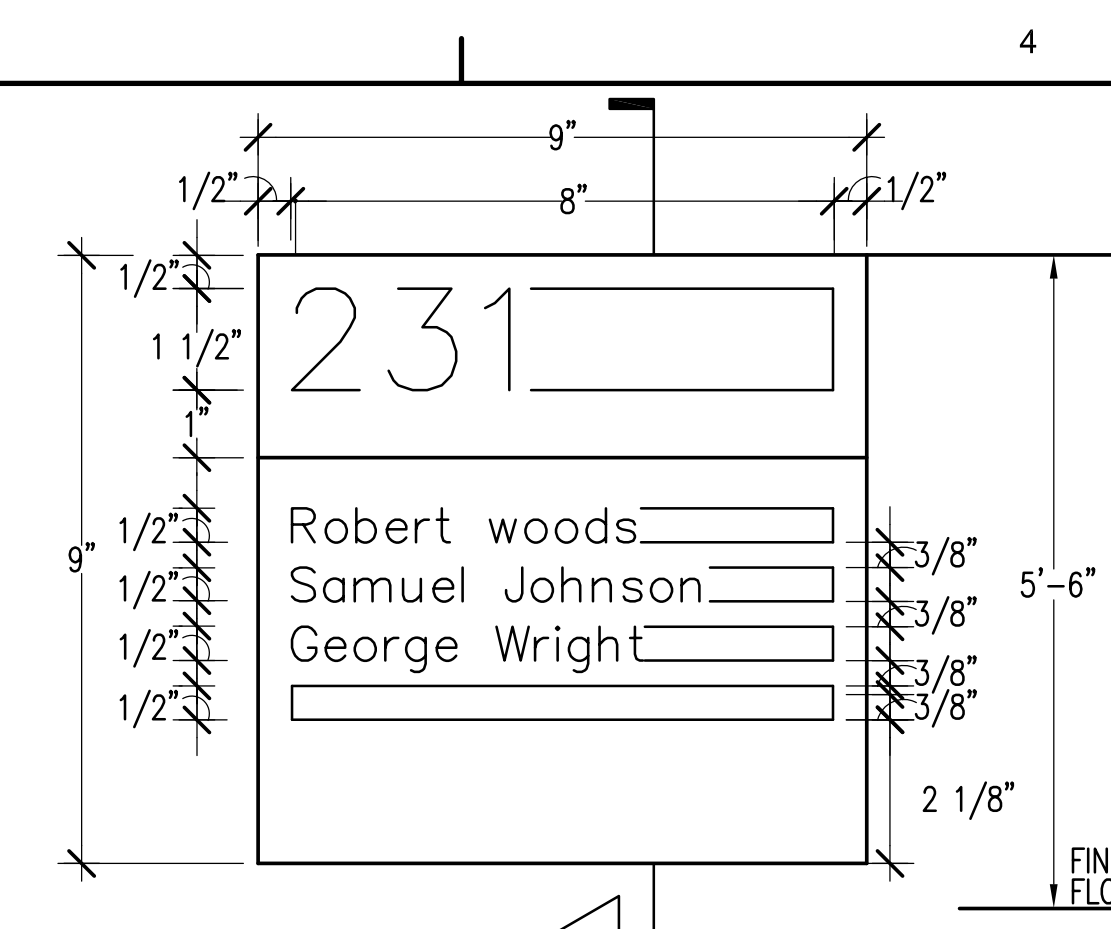 4
9”
1/2” 8” 1/2”
1/2”
231
1 1/2”
1”
1/2” Robert woods
9” 3/8”
1/2” Samuel Johnson 5’-6”
3/8”
1/2” George Wright
3/8”
1/2” 3/8”
2 1/8”
FIN
FLO